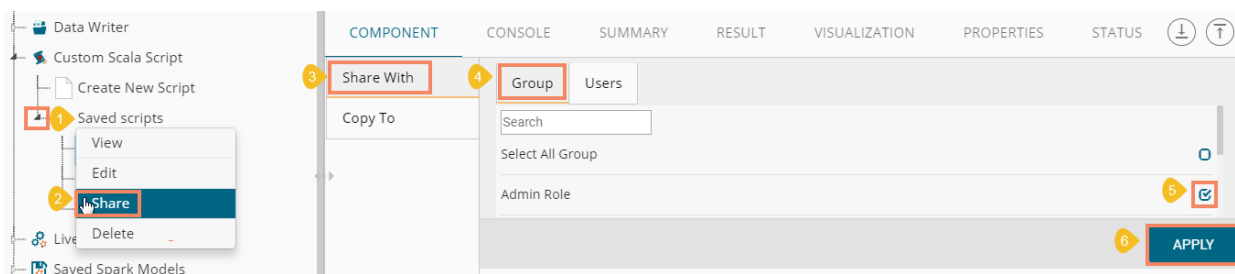 Data Writer
Custom Scala Script
Create New Script
1 Saved scripts
View
Edit
2 Share
Delete
Live
Saved Spark Models
COMPONENT CONSOLE SUMMARY RESULT VISUALIZATION PROPERTIES STATUS
3 Share With
Copy To
4 Group Users
Search
Select All Group
Admin Role 5
6 APPLY